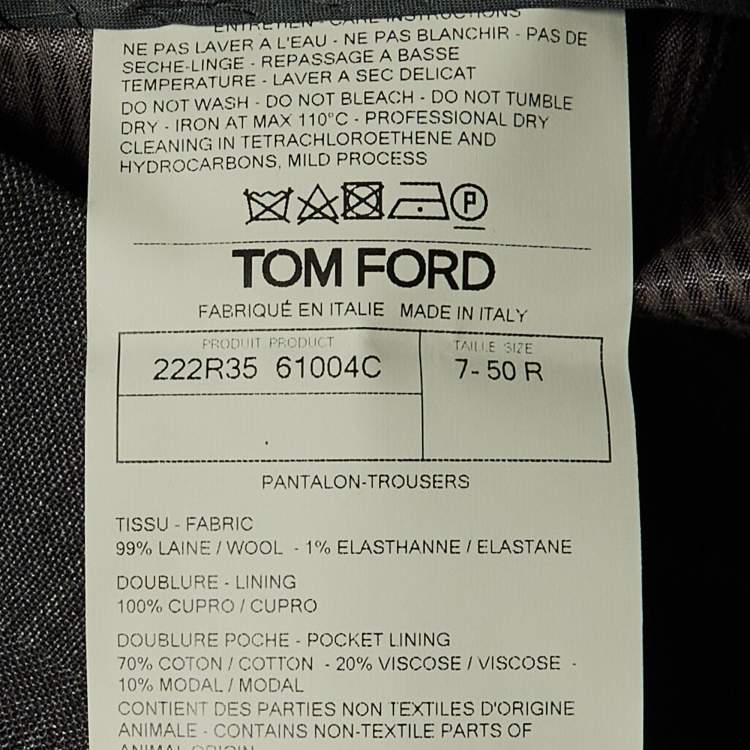 ENTRETIEN - CARE INSTRUCTIONS
NE PAS LAVER A L'EAU - NE PAS BLANCHIR - PAS DE
SECHE-LINGE - REPASSAGE A BASSE
TEMPERATURE - LAVER A SEC DELICAT
DO NOT WASH - DO NOT BLEACH - DO NOT TUMBLE
DRY - IRON AT MAX 110°C - PROFESSIONAL DRY
CLEANING IN TETRACHLOROETHENE AND
HYDROCARBONS, MILD PROCESS
P
TOM FORD
FABRIQUÉ EN ITALIE MADE IN ITALY
PRODUIT PRODUCT
222R35 61004C
TAILLE SIZE
7- 50 R
PANTALON-TROUSERS
TISSU - FABRIC
99% LAINE / WOOL - 1% ELASTHANNE / ELASTANE
DOUBLURE - LINING
100% CUPRO / CUPRO
DOUBLURE POCHE - POCKET LINING
70% COTON / COTTON - 20% VISCOSE / VISCOSE -
10% MODAL / MODAL
CONTIENT DES PARTIES NON TEXTILES D'ORIGINE
ANIMALE - CONTAINS NON-TEXTILE PARTS OF
ANIMAL ORIGIN